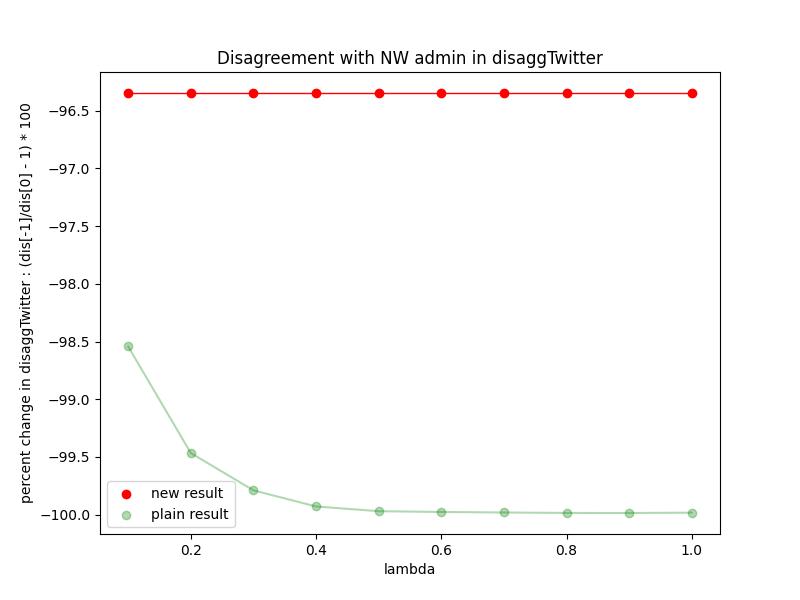 Disagreement with NW admin in disaggTwitter
percent change in disaggTwitter : (dis[-1]/dis[0] - 1) * 100
−96.5
−97.0
−97.5
−98.0
−98.5
−99.0
−99.5
−100.0
new result
plain result
0.2
0.4
0.6
0.8
1.0
lambda